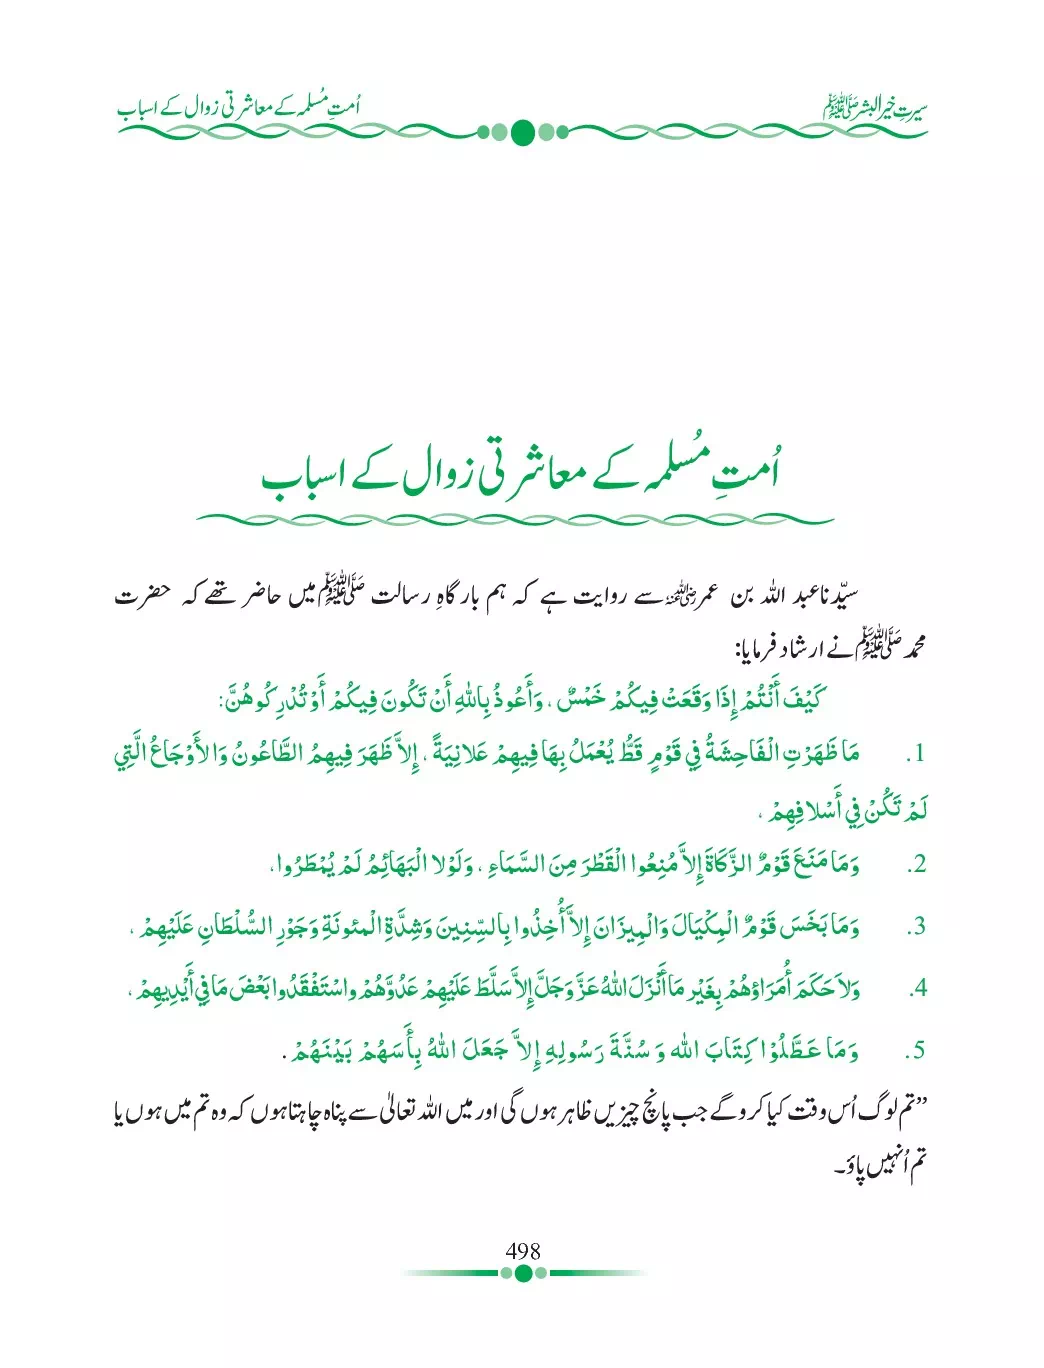 سیرتِ خیرالبشر ﷺ
اُمتِ مُسلمہ کے معاشرتی زوال کے اسباب
اُمتِ مُسلمہ کے معاشرتی زوال کے اسباب
سیّدنا عبد اللہ بن عمر رضی اللہ عنہ سے روایت ہے کہ ہم بارگاہِ رسالت ﷺ میں حاضر تھے کہ حضرت
محمد ﷺ نے ارشاد فرمایا:
كَيْفَ أَنْتُمْ إِذَا وَقَعَتْ فِيكُمْ خَمْسٌ ، وَأَعُوذُ بِاللهِ أَنْ تَكُونَ فِيكُمْ أَوْ تُدْرِكُوهُنَّ:
1. مَا ظَهَرْتِ الْفَاحِشَةُ فِي قَوْمٍ قَطُّ يُعْمَلُ بِهَا فِيهِمْ عَلَانِيَةً ، إِلاَّ ظَهَرَ فِيهِمُ الطَّاعُونُ وَالأَوْجَاعُ الَّتِي
لَمْ تَكُنْ فِي أَسْلَافِهِمْ ،
2. وَمَا مَنَعَ قَوْمٌ الزَّكَاةَ إِلاَّ مُنِعُوا الْقَطْرَ مِنَ السَّمَاءِ ، وَلَوْلا الْبَهَائِمُ لَمْ يُمْطَرُوا،
3. وَمَا بَخَسَ قَوْمٌ الْمِكْيَالَ وَالْمِيزَانَ إِلاَّ أُخِذُوا بِالسِّنِينَ وَشِدَّةِ الْمئونَةِ وَجَوْرِ السُّلْطَانِ عَلَيْهِمْ ،
4. وَلاَ حَكَمَ أُمَرَاؤهُمْ بِغَيْرِ مَا أَنْزَلَ اللهُ عَزَّ وَجَلَّ إِلاَّ سَلَّطَ عَلَيْهِمْ عَدُوَّهُمْ واسْتَفْقَدُوا بَعْضَ مَا فِي أَيْدِيهِمْ ،
5. وَمَا عَطَّلُوْا كِتَابَ الله وَ سُنَّةَ رَسُولِهِ إِلاَّ جَعَلَ اللهُ بِأَسَهُمْ بَيْنَهُمْ .
”تم لوگ اُس وقت کیا کرو گے جب پانچ چیزیں ظاہر ہوں گی اور میں اللہ تعالیٰ سے پناہ چاہتا ہوں کہ وہ تم میں ہوں یا
تم اُنہیں پاؤ۔
498